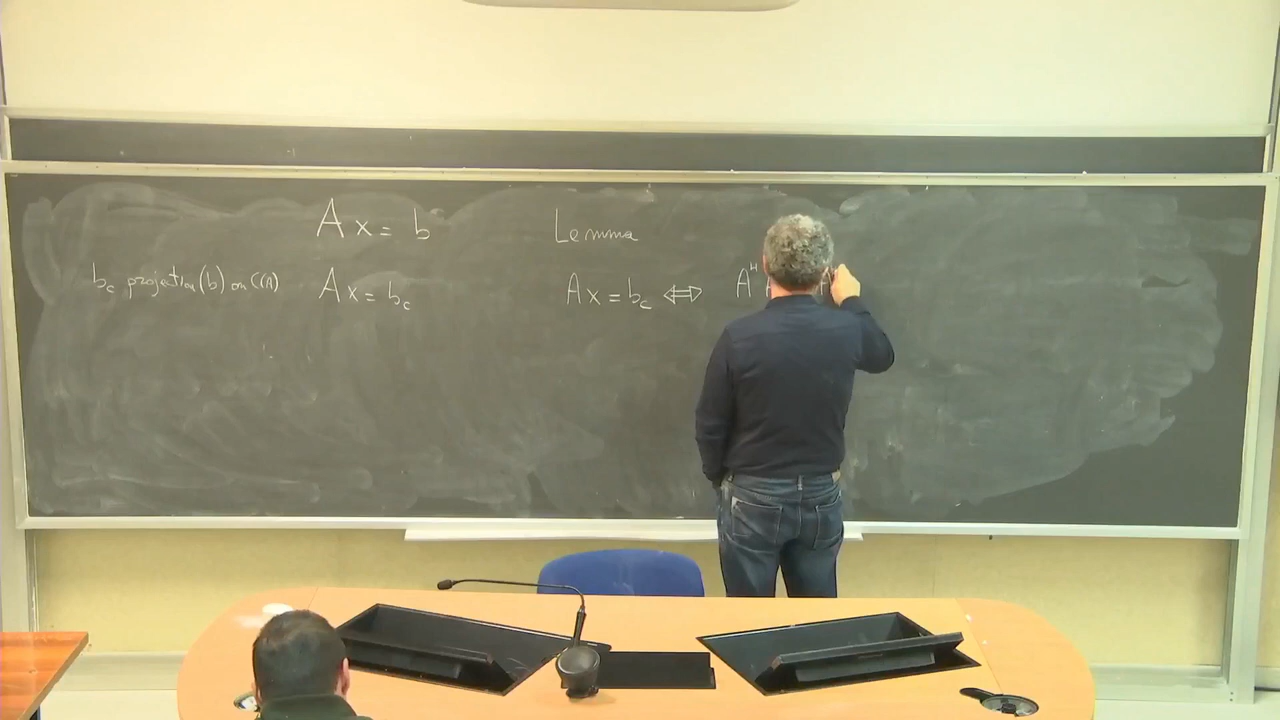 Ax = b
b_c projection(b) on C(A)
Ax = b_c
Lemma
Ax = b_c ⇔ A^H A